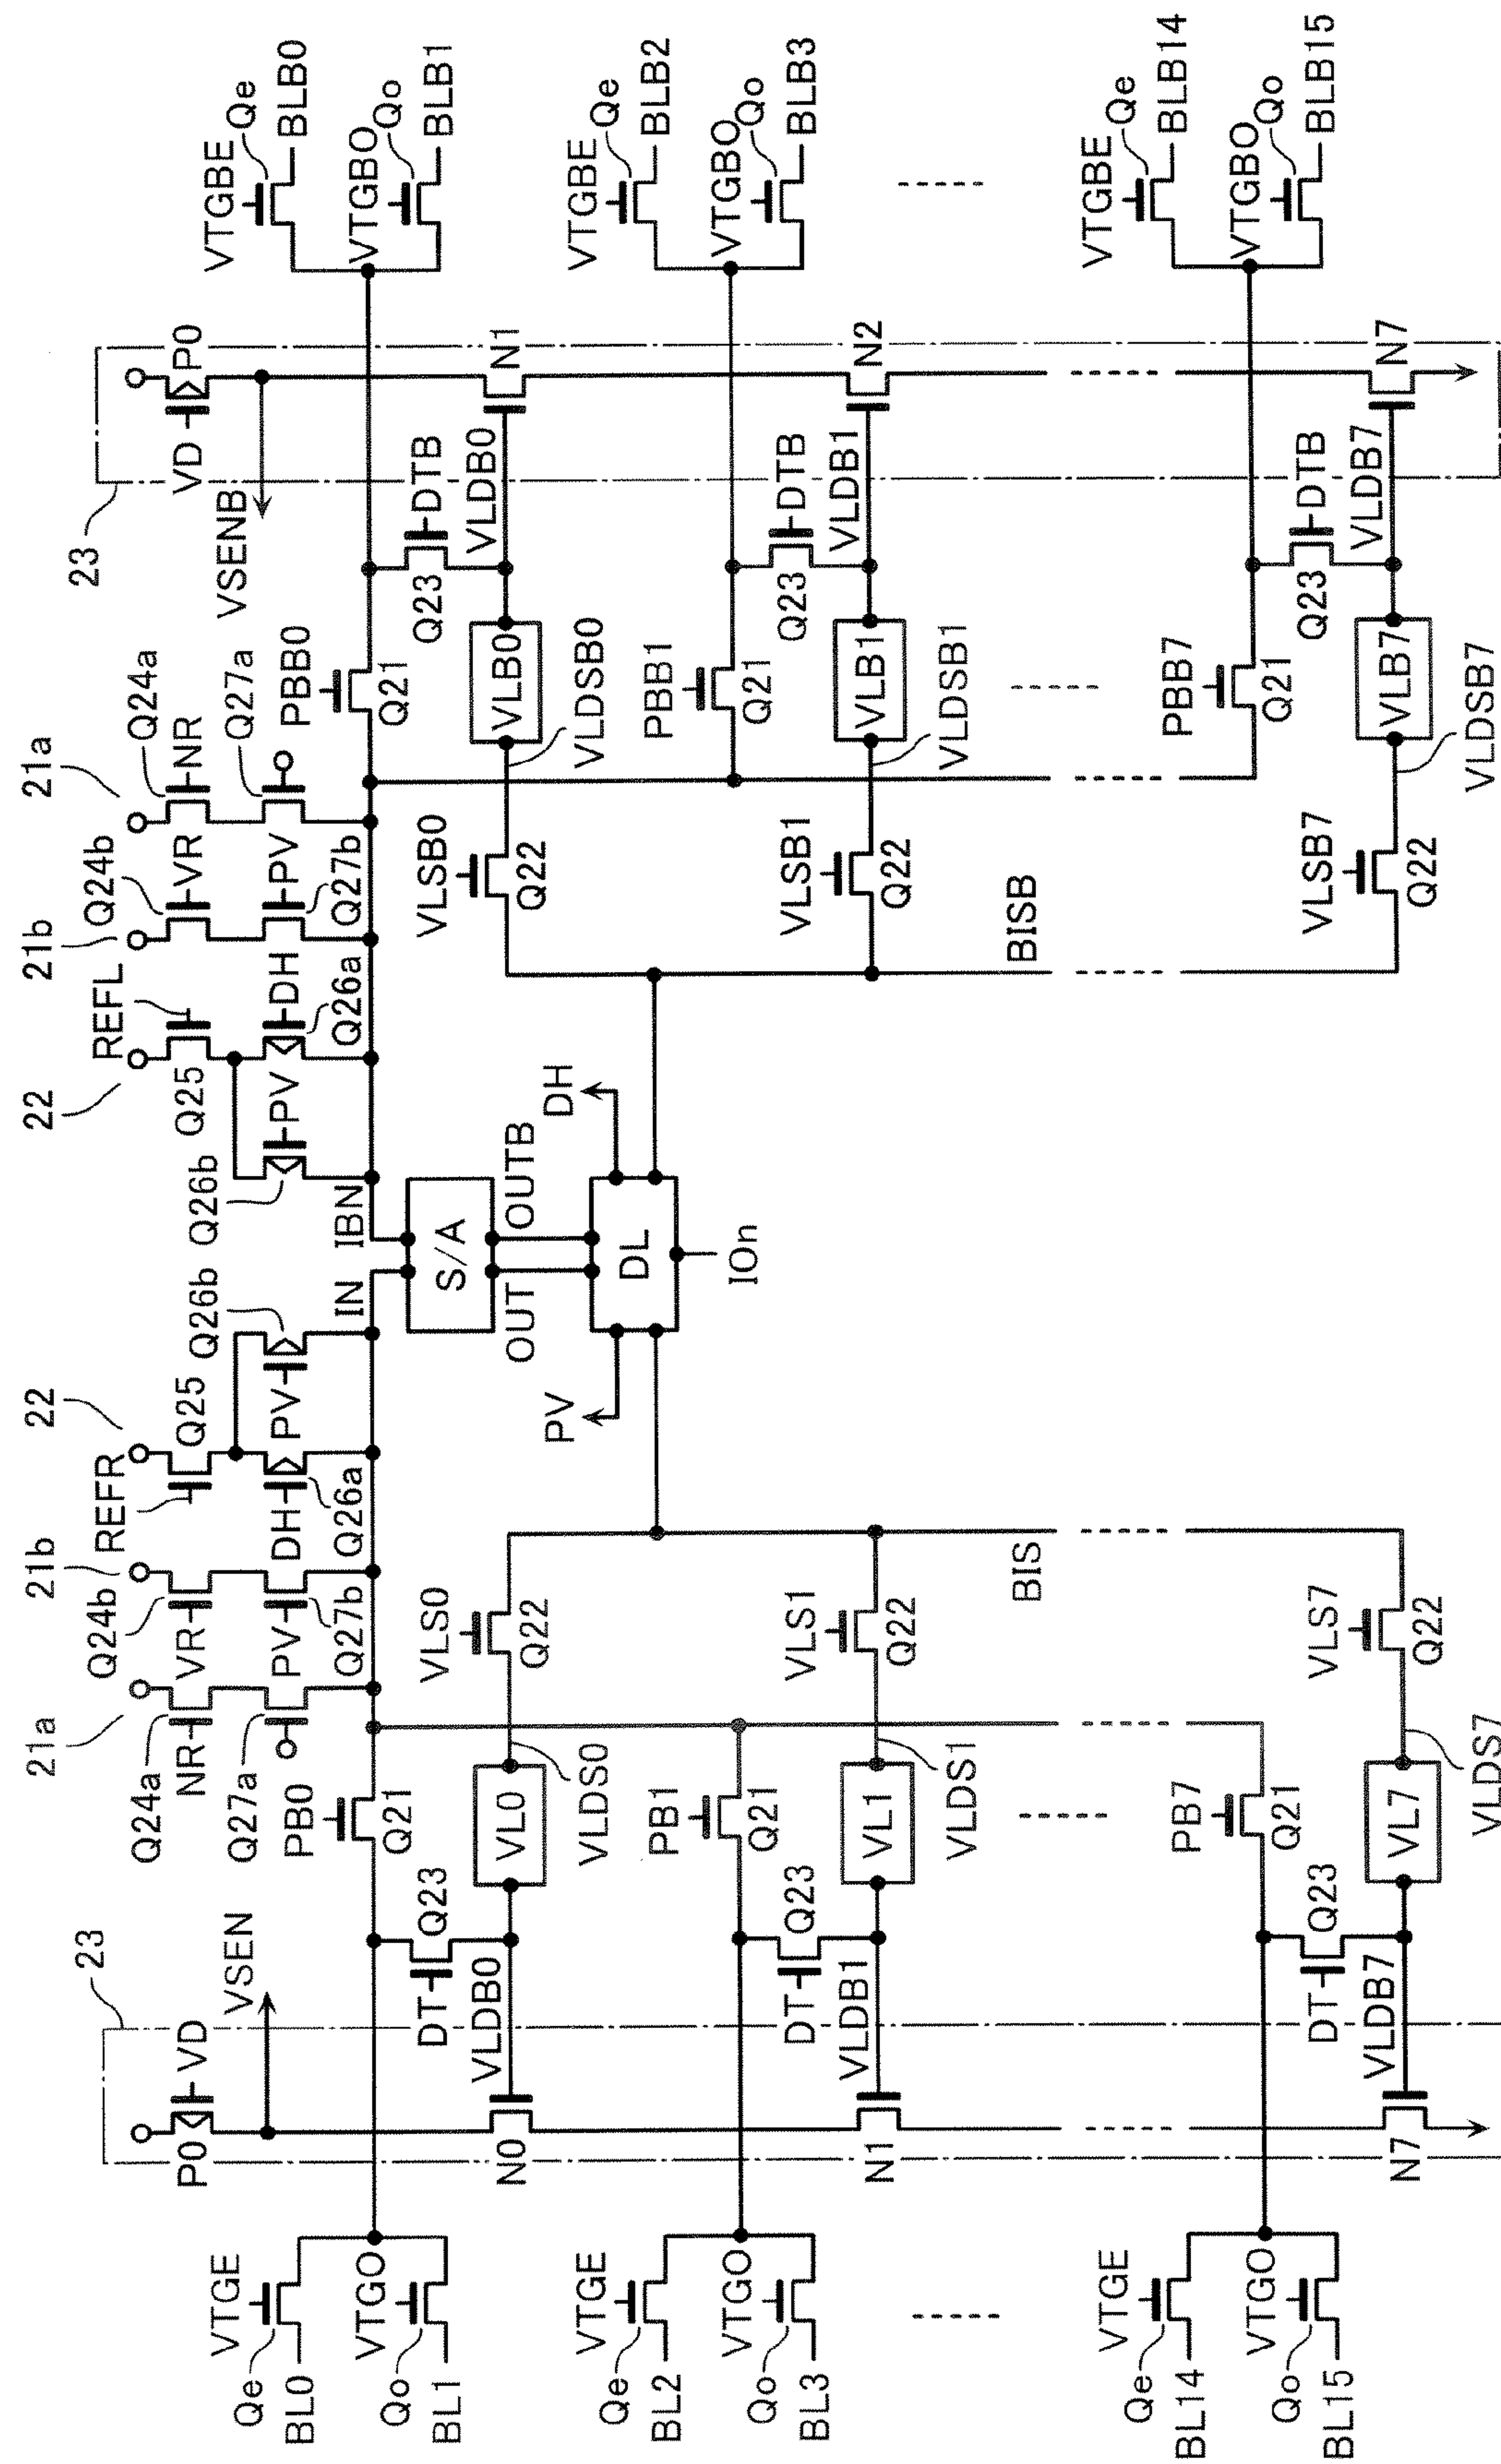 21a
21b
22
22
21b
21a
23
Q24b
REFR
REFL
Q24b
23
Q24a
Q24a
P0
VD
NR
VR
Q25
Q25
VR
NR
VD
P0
VTGE
VSEN
Q27a
Q26b
Q26b
Q27a
VSENB
VTGBE
Qe
Qe
BL0
PB0
PV
DH
PV
PV
DH
PV
PBB0
BLB0
VTGO
Q27b
Q26a
IN
IBN
Q26a
Q27b
VTGBO
Qo
Q21
Q21
Qo
BL1
DT
Q23
VLS0
S/A
VLSB0
Q23
DTB
BLB1
VLDB0
VLDB0
N0
VL0
Q22
OUT
OUTB
Q22
VLB0
N1
VTGE
VLDS0
PV
DH
VLDSB0
VTGBE
Qe
DL
Qe
BL2
PB1
PBB1
BLB2
VTGO
Q21
IOn
Q21
VTGBO
Qo
Qo
BL3
DT
Q23
VLS1
VLSB1
Q23
DTB
BLB3
VLDB1
VLDB1
N1
VL1
Q22
Q22
VLB1
N2
VLDS1
VLDSB1
BIS
BISB
VTGE
VTGBE
Qe
Qe
BL14
PB7
PBB7
BLB14
VTGO
Q21
Q21
VTGBO
Qo
Qo
BL15
DT
Q23
VLS7
VLSB7
Q23
DTB
BLB15
VLDB7
VLDB7
N7
VL7
Q22
Q22
VLB7
N7
VLDS7
VLDSB7